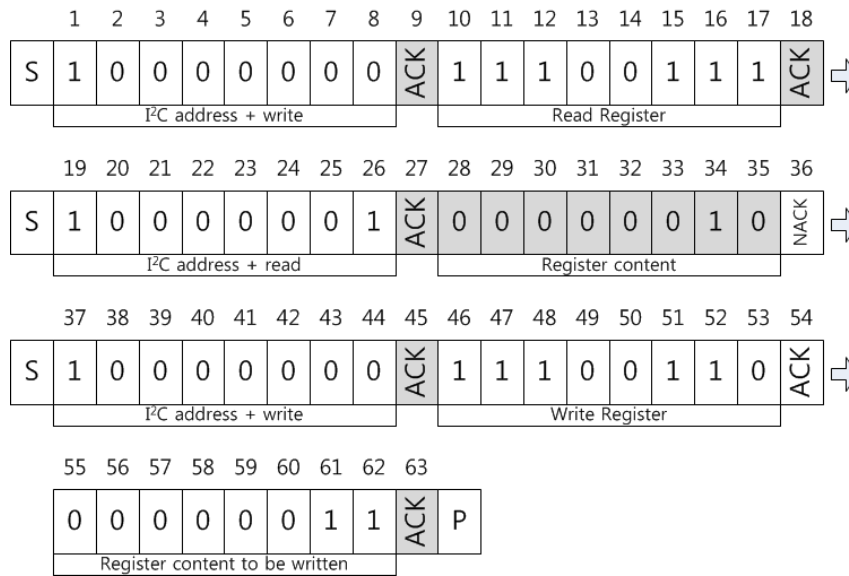 1 2 3 4 5 6 7 8 9 10 11 12 13 14 15 16 17 18
S 1 0 0 0 0 0 0 0 ACK 1 1 1 0 0 1 1 1 ACK
I²C address + write Read Register
19 20 21 22 23 24 25 26 27 28 29 30 31 32 33 34 35 36
S 1 0 0 0 0 0 0 1 ACK 0 0 0 0 0 0 1 0 NACK
I²C address + read Register content
37 38 39 40 41 42 43 44 45 46 47 48 49 50 51 52 53 54
S 1 0 0 0 0 0 0 0 ACK 1 1 1 0 0 1 1 0 ACK
I²C address + write Write Register
55 56 57 58 59 60 61 62 63
0 0 0 0 0 0 1 1 ACK P
Register content to be written